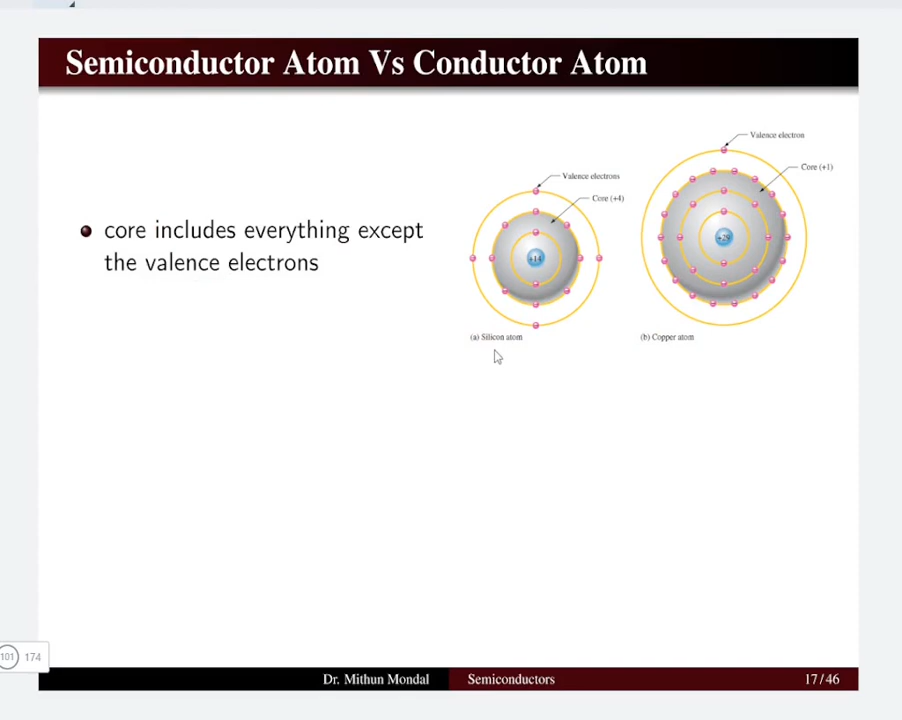 Semiconductor Atom Vs Conductor Atom
core includes everything except
the valence electrons
Valence electrons
Core (+4)
+14
(a) Silicon atom
Valence electron
Core (+1)
+29
(b) Copper atom
101 174
Dr. Mithun Mondal Semiconductors 17/46